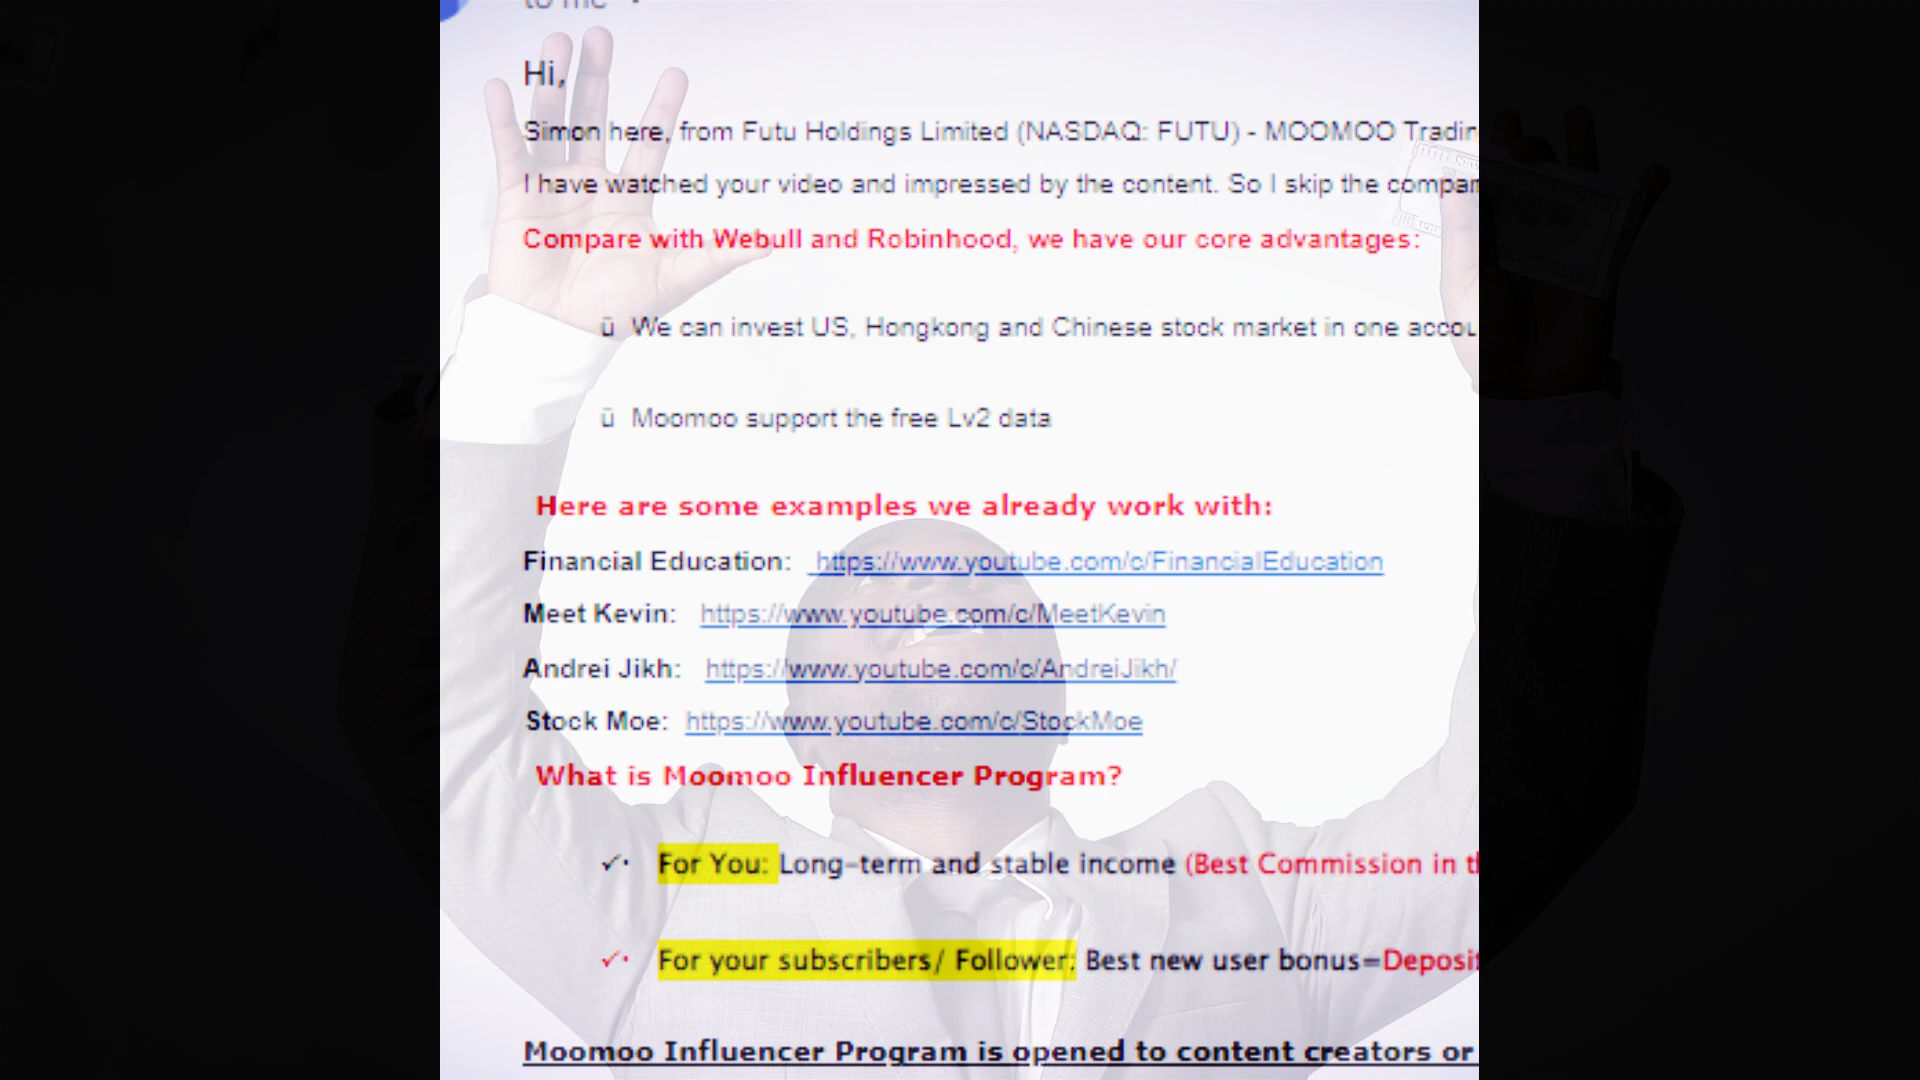 to me
Hi,
Simon here, from Futu Holdings Limited (NASDAQ: FUTU) - MOOMOO
I have watched your video and impressed by the content. So I skip the
Compare with Webull and Robinhood, we have our core advantages:
ü We can invest US, Hongkong and Chinese stock market in one
ü Moomoo support the free Lv2 data
Here are some examples we already work with:
Financial Education: https://www.youtube.com/c/FinancialEducation
Meet Kevin: https://www.youtube.com/c/MeetKevin
Andrei Jikh: https://www.youtube.com/c/AndreiJikh/
Stock Moe: https://www.youtube.com/c/StockMoe
What is Moomoo Influencer Program?
✓· For You: Long-term and stable income (Best Commission in
✓· For your subscribers/ Follower: Best new user bonus=Deposit
Moomoo Influencer Program is opened to content creators or